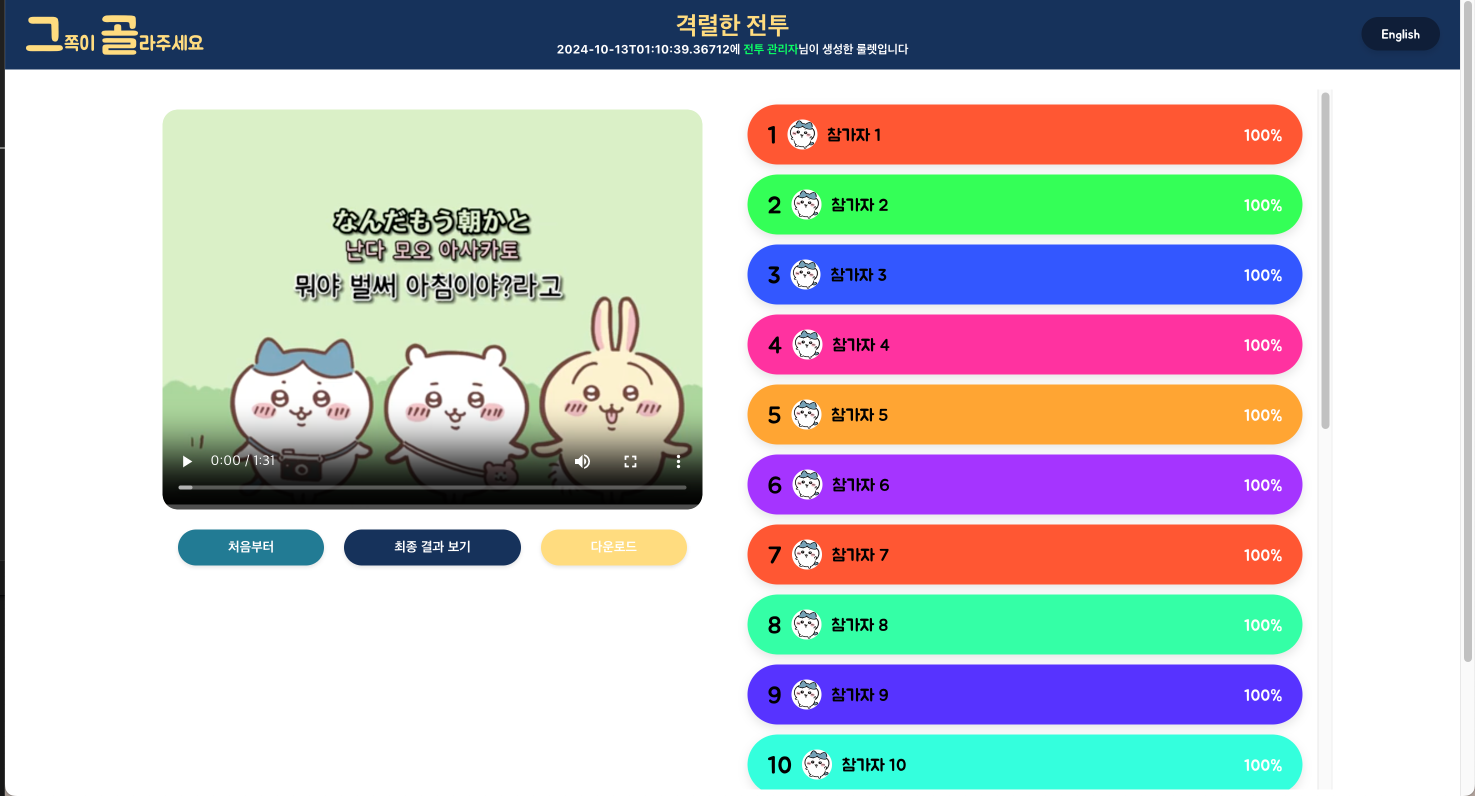 그쪽이 골라주세요
격렬한 전투
2024-10-13T01:10:39.36712에 전투 관리자님이 생성한 룰렛입니다
English
なんだもう朝かと
난다 모오 아사카토
뭐야 벌써 아침이야?라고
0:00 / 1:31
처음부터
최종 결과 보기
다운로드
1 참가자 1 100%
2 참가자 2 100%
3 참가자 3 100%
4 참가자 4 100%
5 참가자 5 100%
6 참가자 6 100%
7 참가자 7 100%
8 참가자 8 100%
9 참가자 9 100%
10 참가자 10 100%